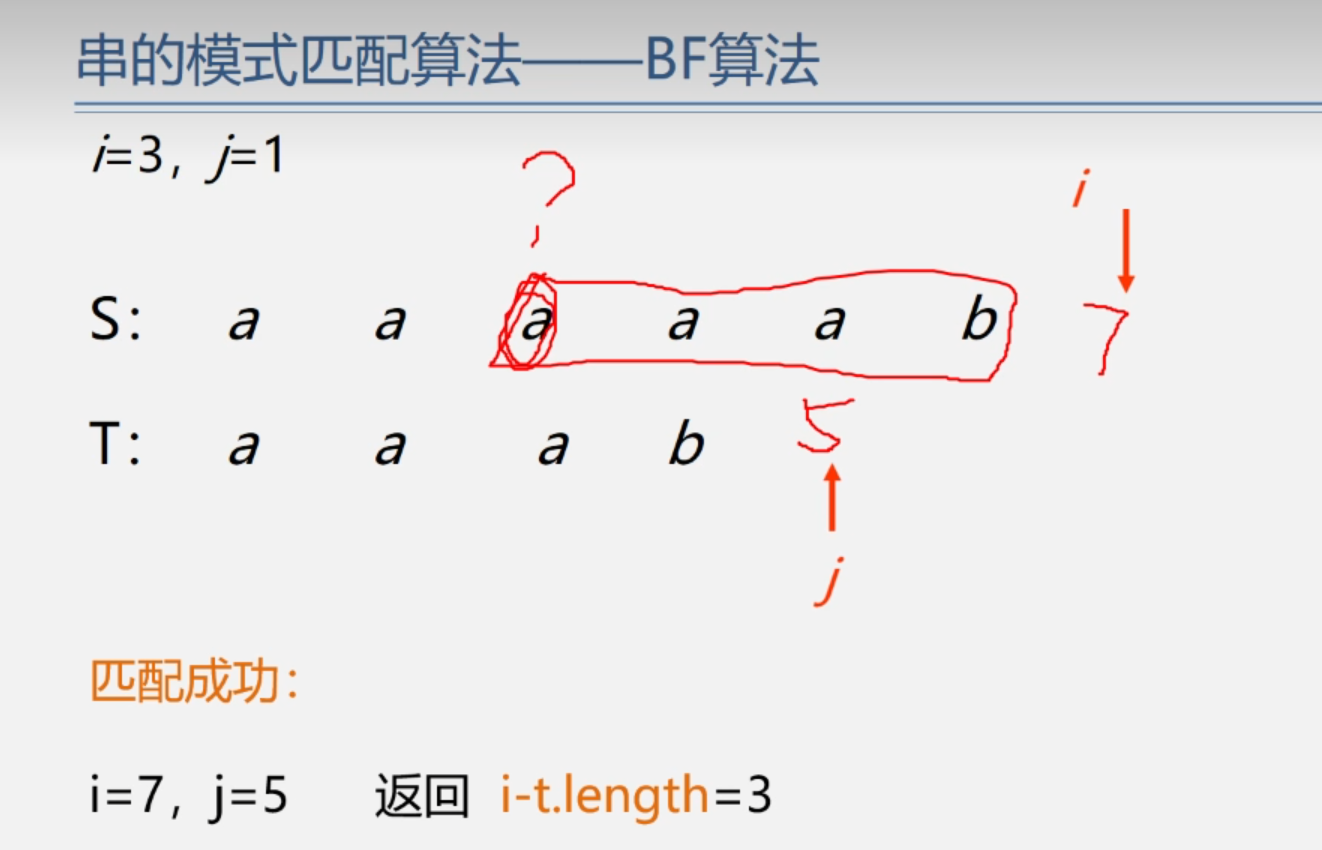 串的模式匹配算法——BF算法
i=3, j=1
?
i
S: a a a a a b 7
T: a a a b 5
j
匹配成功：
i=7, j=5 返回 i-t.length=3